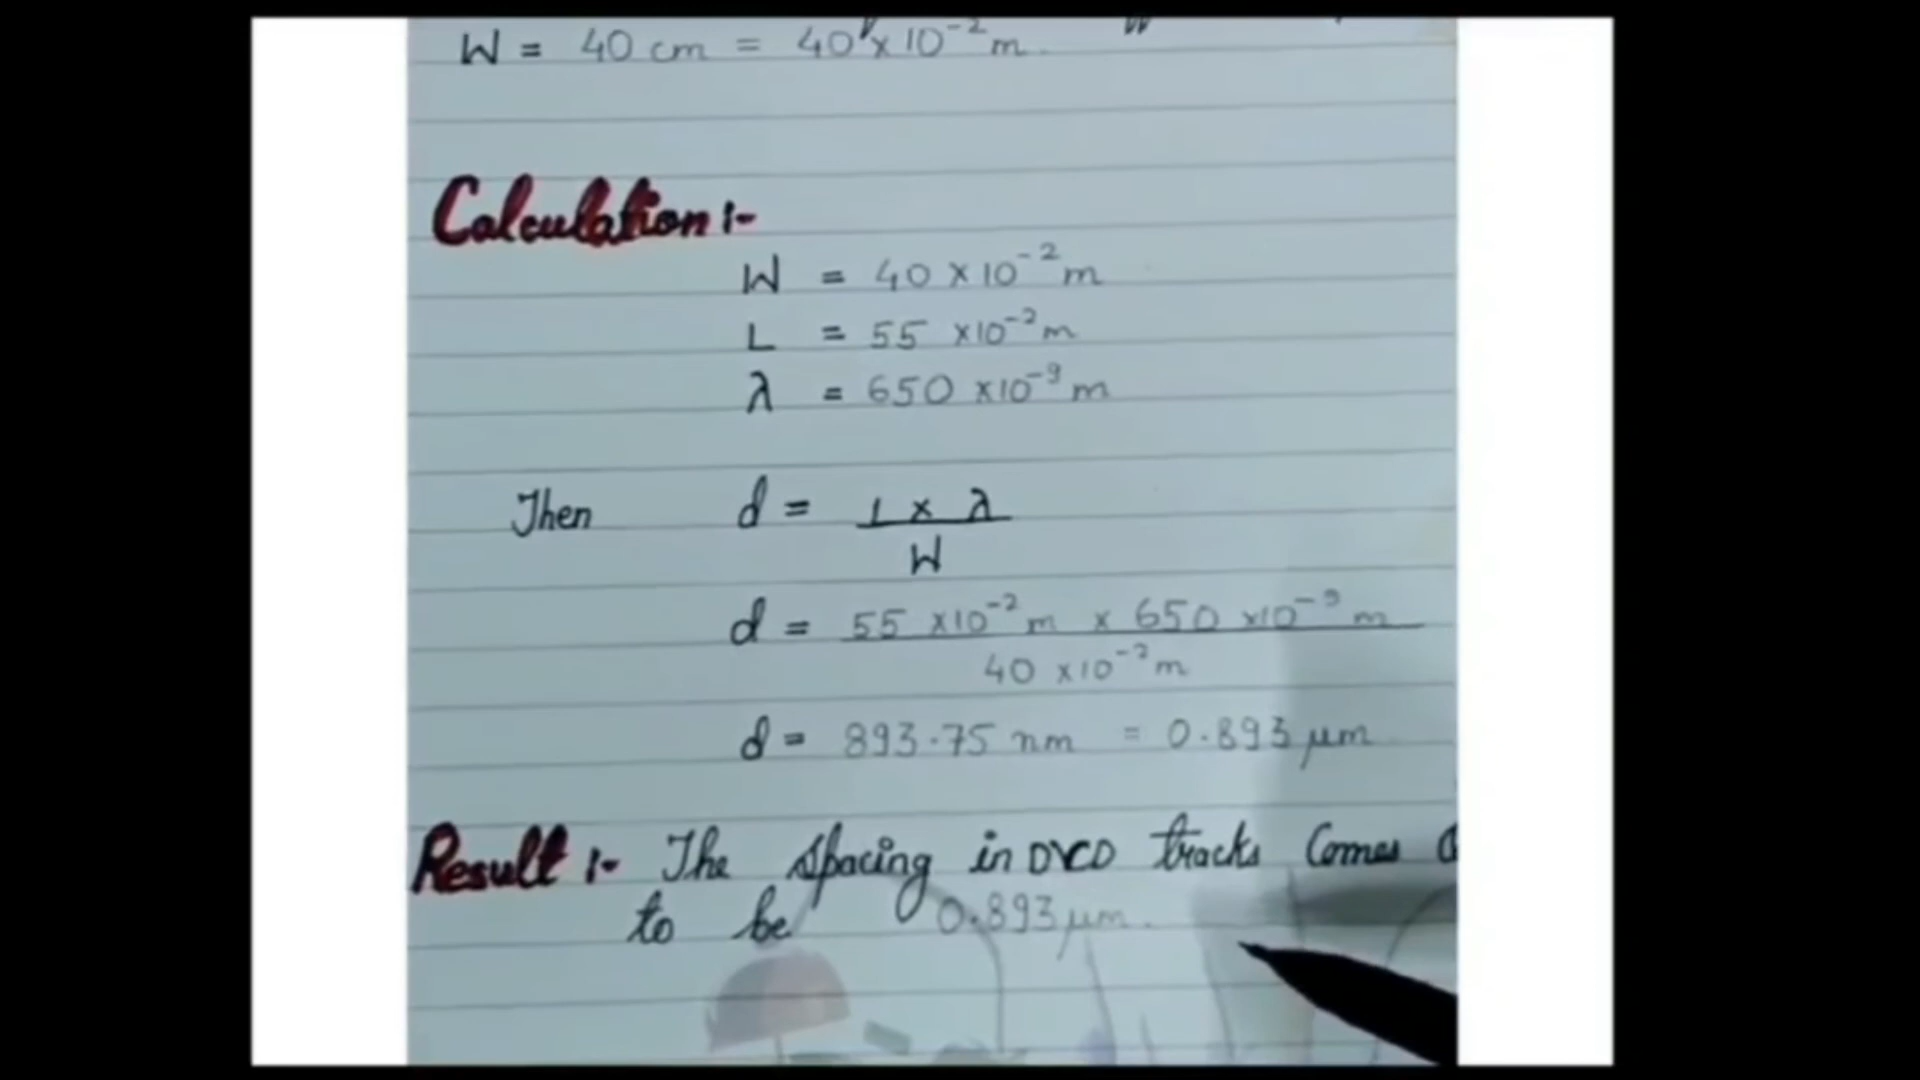 W = 40 cm = 40 × 10⁻² m.
Calculation :-
W = 40 × 10⁻² m
L = 55 × 10⁻² m
λ = 650 × 10⁻⁹ m
Then d = L × λ
W
d = 55 × 10⁻² m × 650 × 10⁻⁹ m
40 × 10⁻² m
d = 893.75 nm = 0.893 μm
Result :- The spacing in DVD tracks Comes
to be 0.893 μm.